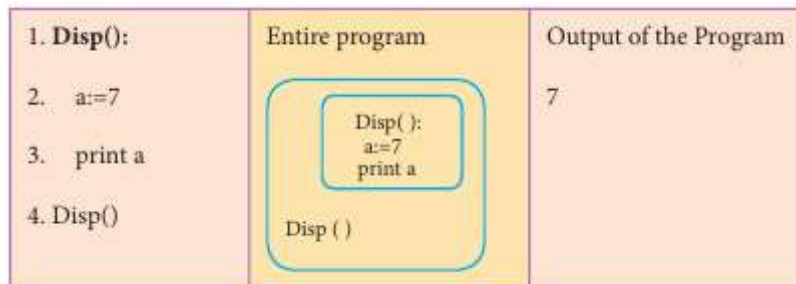 1. Disp():
2. a:=7
3. print a
4. Disp()
Entire program
Disp( ):
a:=7
print a
Disp ( )
Output of the Program
7